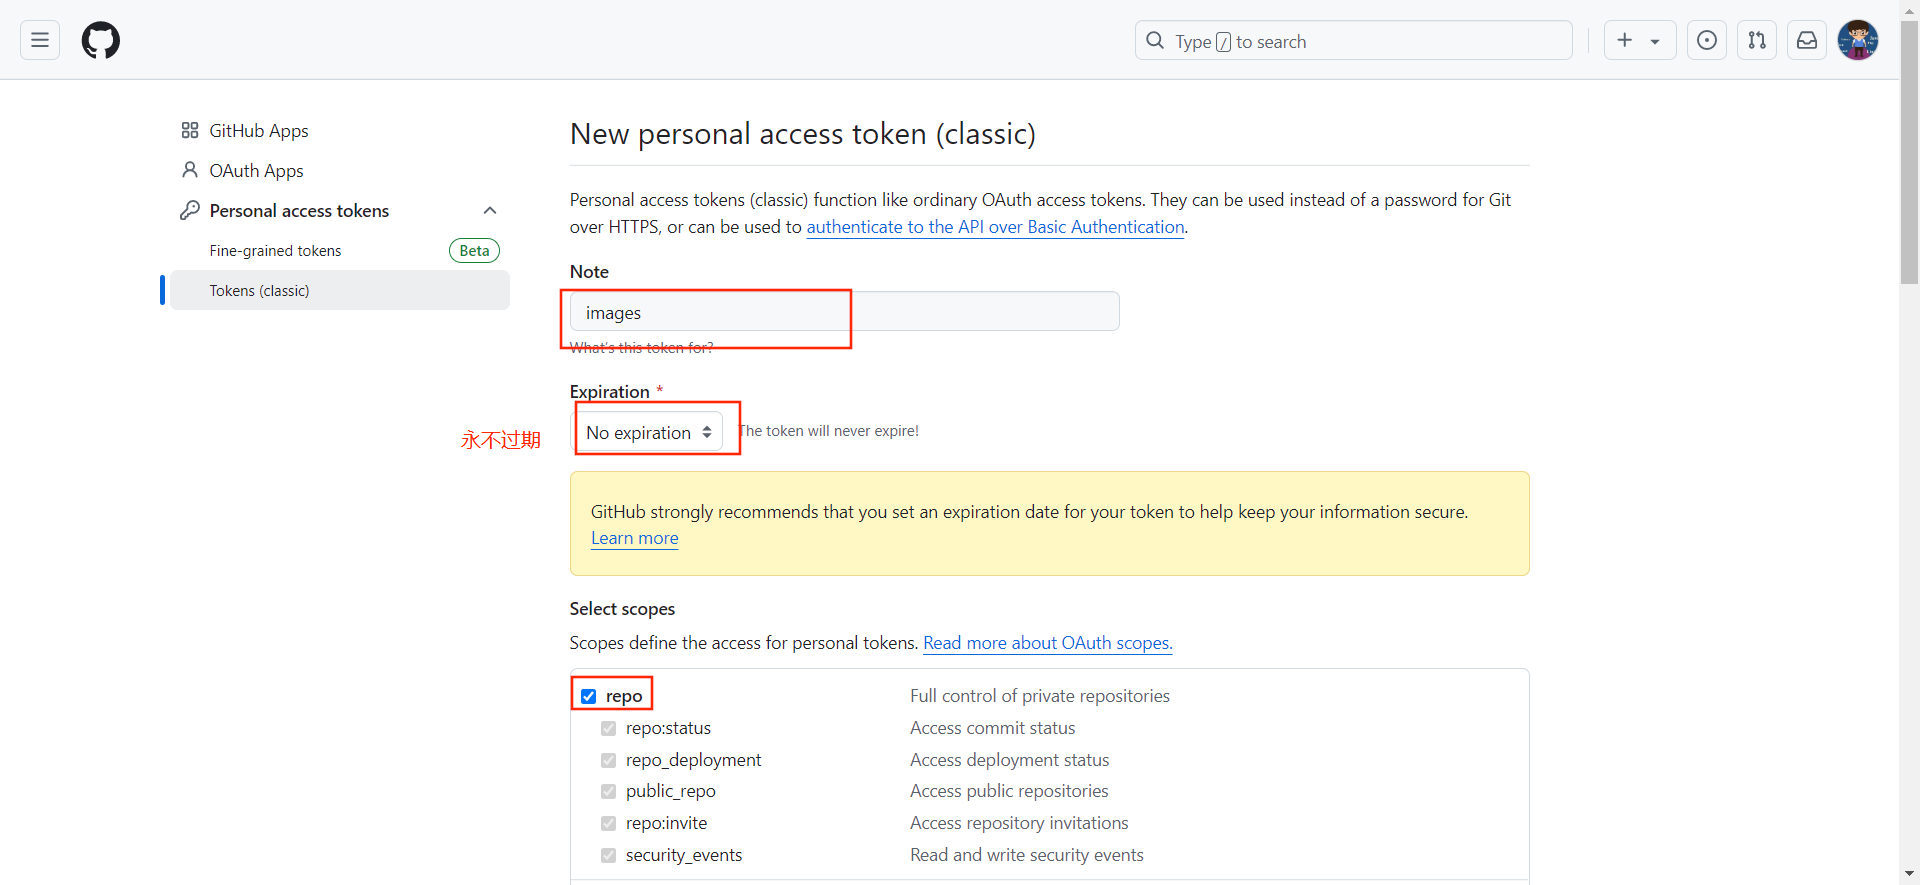 Type / to search
GitHub Apps
OAuth Apps
Personal access tokens
Fine-grained tokens Beta
Tokens (classic)
New personal access token (classic)
Personal access tokens (classic) function like ordinary OAuth access tokens. They can be used instead of a password for Git
over HTTPS, or can be used to authenticate to the API over Basic Authentication.
Note
images
What's this token for?
Expiration *
永不过期
No expiration The token will never expire!
GitHub strongly recommends that you set an expiration date for your token to help keep your information secure.
Learn more
Select scopes
Scopes define the access for personal tokens. Read more about OAuth scopes.
repo Full control of private repositories
repo:status Access commit status
repo_deployment Access deployment status
public_repo Access public repositories
repo:invite Access repository invitations
security_events Read and write security events